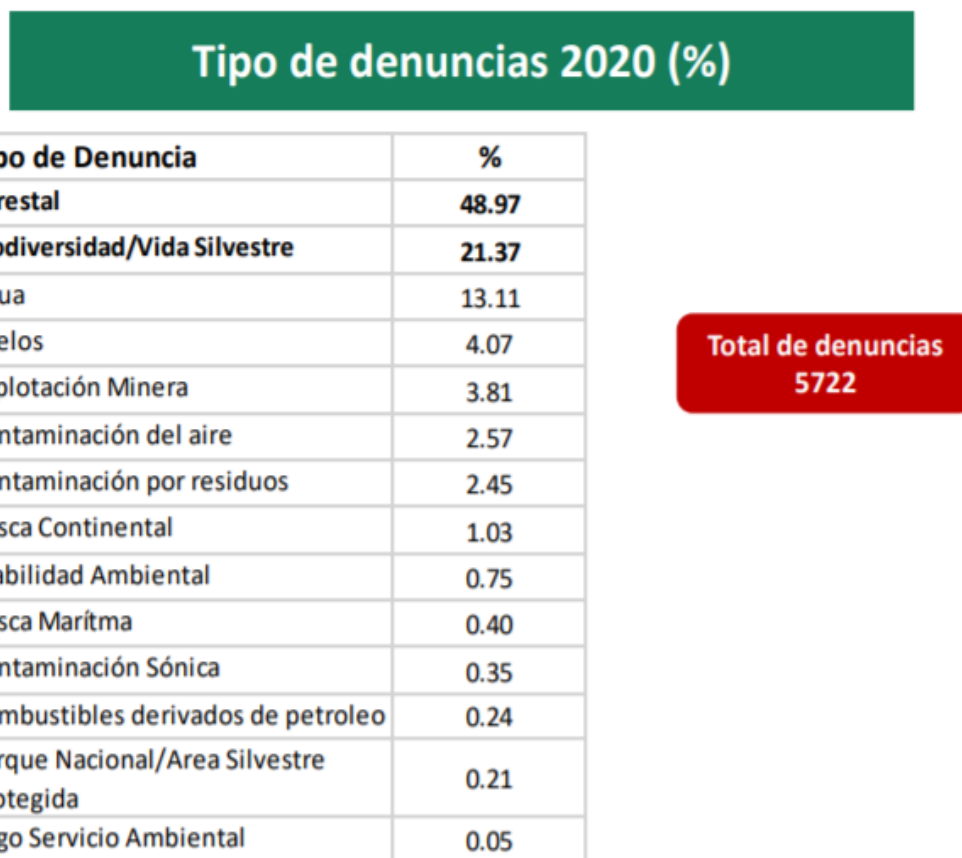 Tipo de denuncias 2020 (%)
po de Denuncia %
restal 48.97
odiversidad/Vida Silvestre 21.37
ua 13.11
elos 4.07
plotación Minera 3.81
ntaminación del aire 2.57
ntaminación por residuos 2.45
sca Continental 1.03
abilidad Ambiental 0.75
sca Marítma 0.40
ntaminación Sónica 0.35
mbustibles derivados de petroleo 0.24
rque Nacional/Area Silvestre
otegida 0.21
go Servicio Ambiental 0.05
Total de denuncias
5722